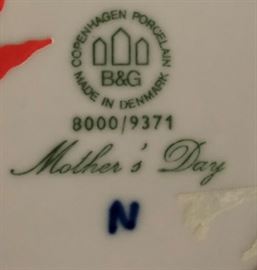 COPENHAGEN PORCELAIN
B&G
MADE IN DENMARK
8000/9371
Mother's Day
N